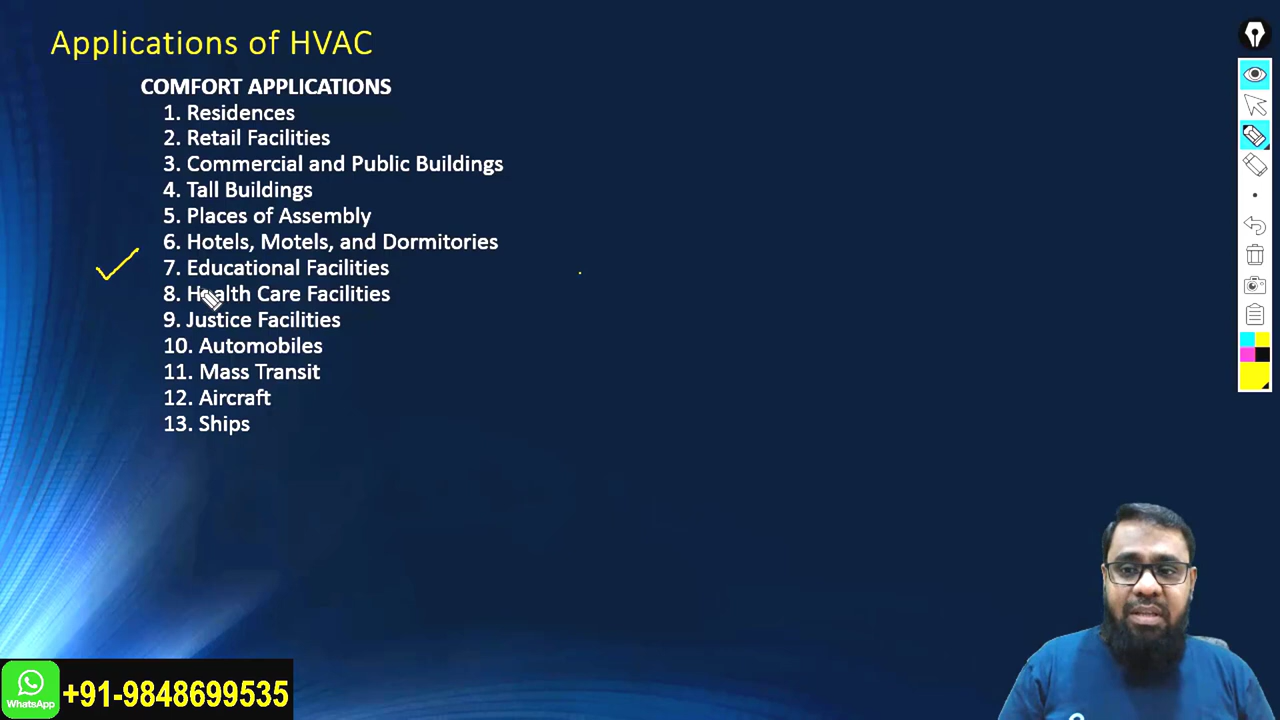 Applications of HVAC
COMFORT APPLICATIONS
1. Residences
2. Retail Facilities
3. Commercial and Public Buildings
4. Tall Buildings
5. Places of Assembly
6. Hotels, Motels, and Dormitories
7. Educational Facilities
8. Health Care Facilities
9. Justice Facilities
10. Automobiles
11. Mass Transit
12. Aircraft
13. Ships
WhatsApp
+91-9848699535